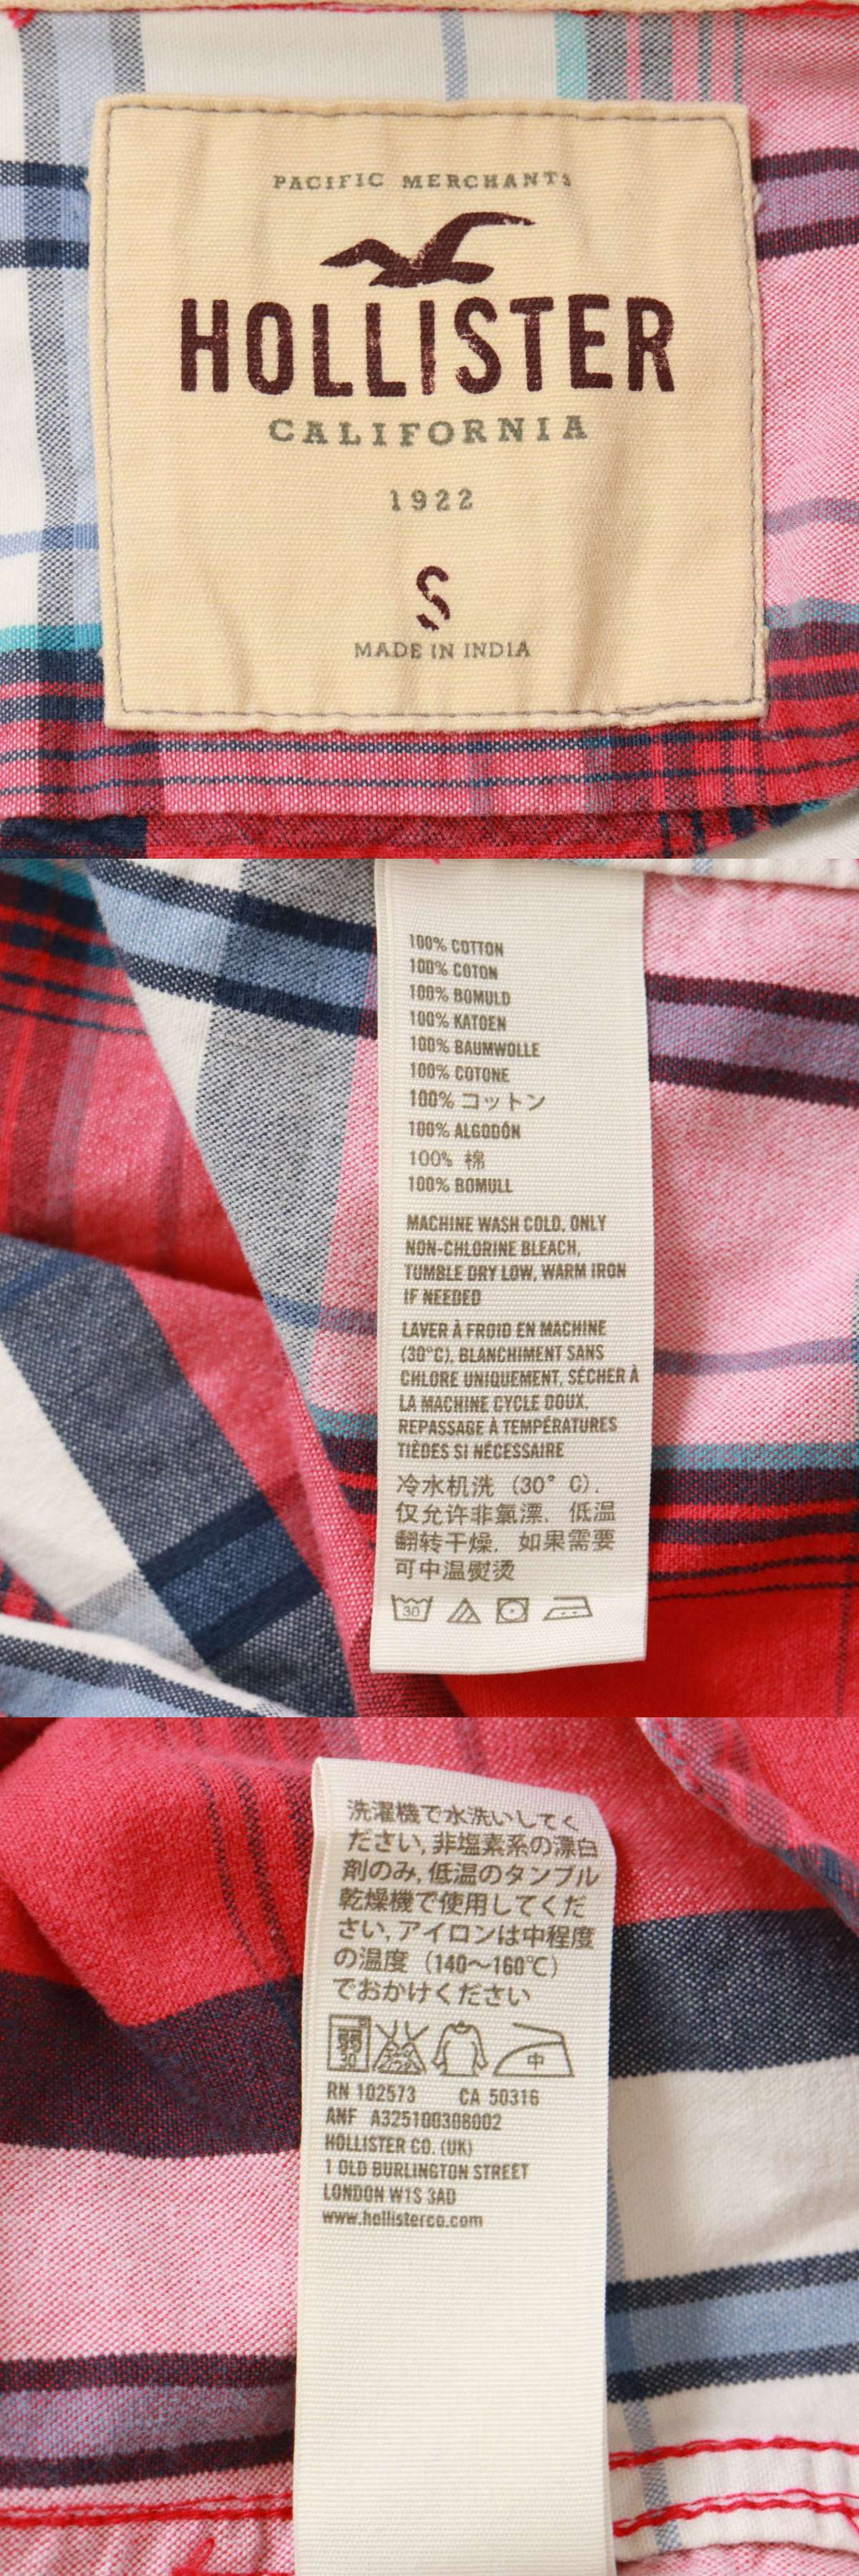 PACIFIC MERCHANTS
HOLLISTER
CALIFORNIA
1922
S
MADE IN INDIA
100% COTTON
100% COTON
100% BOMULD
100% KATOEN
100% BAUMWOLLE
100% COTONE
100% コットン
100% ALGODÓN
100% 棉
100% BOMULL
MACHINE WASH COLD, ONLY
NON-CHLORINE BLEACH,
TUMBLE DRY LOW, WARM IRON
IF NEEDED
LAVER À FROID EN MACHINE
(30°C), BLANCHIMENT SANS
CHLORE UNIQUEMENT, SÉCHER À
LA MACHINE CYCLE DOUX,
REPASSAGE À TEMPÉRATURES
TIÈDES SI NÉCESSAIRE
冷水机洗 (30° C),
仅允许非氯漂, 低温
翻转干燥, 如果需要
可中温熨烫
30
洗濯機で水洗いしてく
ださい, 非塩素系の漂白
剤のみ, 低温のタンブル
乾燥機で使用してくだ
さい, アイロンは中程度
の温度 (140～160℃)
でおかけください
弱 30 中
RN 102573 CA 50316
ANF A325100308002
HOLLISTER CO. (UK)
1 OLD BURLINGTON STREET
LONDON W1S 3AD
www.hollisterco.com